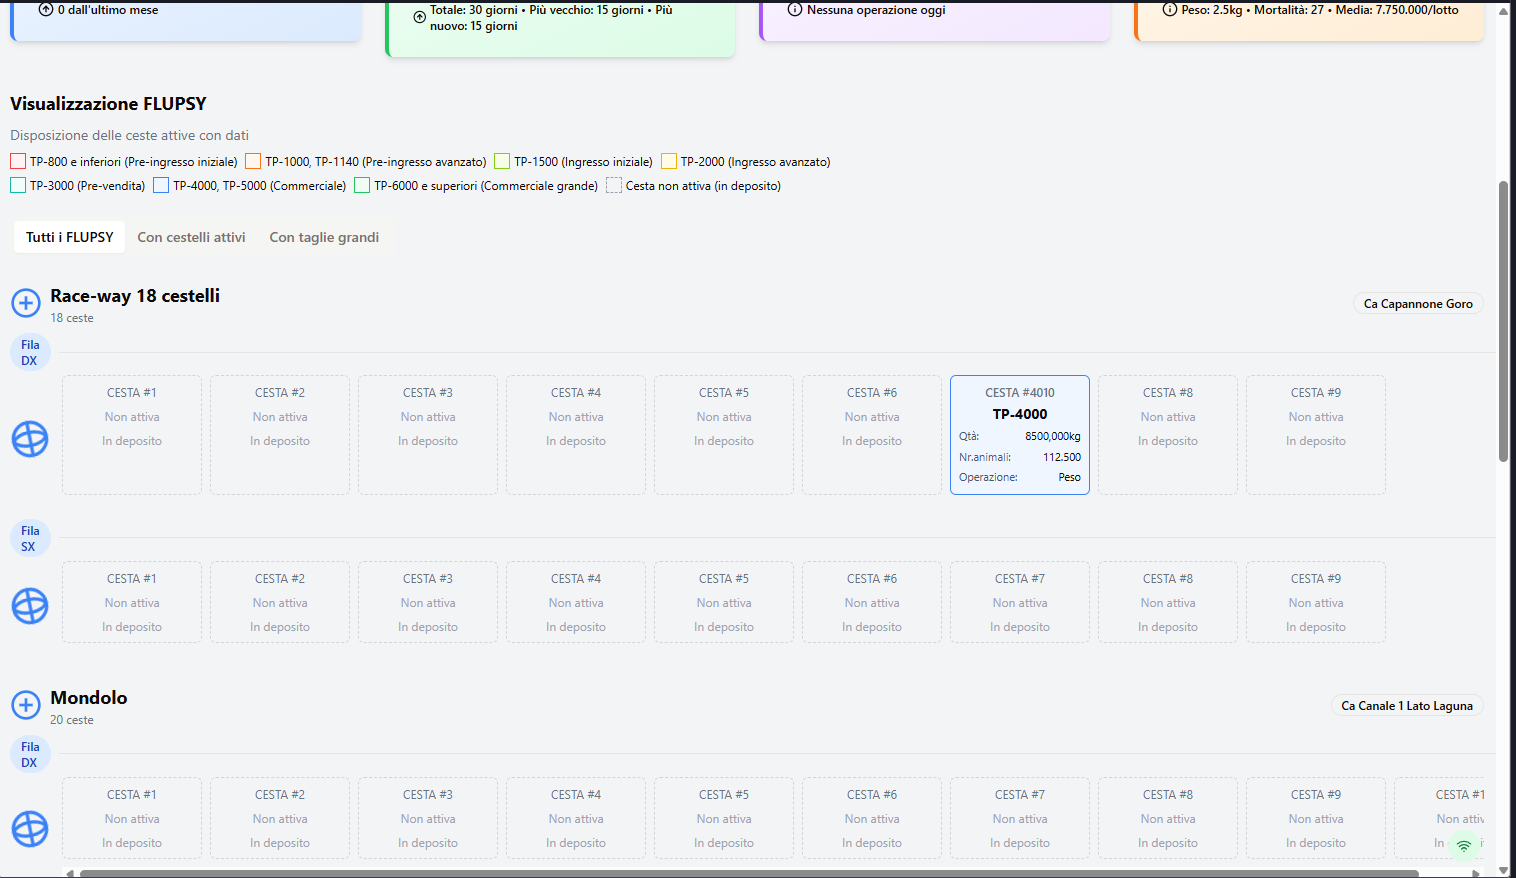 0 dall'ultimo mese
Totale: 30 giorni • Più vecchio: 15 giorni • Più
nuovo: 15 giorni
Nessuna operazione oggi
Peso: 2.5kg • Mortalità: 27 • Media: 7.750.000/lotto
Visualizzazione FLUPSY
Disposizione delle ceste attive con dati
TP-800 e inferiori (Pre-ingresso iniziale) TP-1000, TP-1140 (Pre-ingresso avanzato) TP-1500 (Ingresso iniziale) TP-2000 (Ingresso avanzato)
TP-3000 (Pre-vendita) TP-4000, TP-5000 (Commerciale) TP-6000 e superiori (Commerciale grande) Cesta non attiva (in deposito)
Tutti i FLUPSY Con cestelli attivi Con taglie grandi
Race-way 18 cestelli
18 ceste
Ca Capannone Goro
Fila
DX
CESTA #1
Non attiva
In deposito
CESTA #2
Non attiva
In deposito
CESTA #3
Non attiva
In deposito
CESTA #4
Non attiva
In deposito
CESTA #5
Non attiva
In deposito
CESTA #6
Non attiva
In deposito
CESTA #4010
TP-4000
Qtà: 8500,000kg
Nr.animali: 112.500
Operazione: Peso
CESTA #8
Non attiva
In deposito
CESTA #9
Non attiva
In deposito
Fila
SX
CESTA #1
Non attiva
In deposito
CESTA #2
Non attiva
In deposito
CESTA #3
Non attiva
In deposito
CESTA #4
Non attiva
In deposito
CESTA #5
Non attiva
In deposito
CESTA #6
Non attiva
In deposito
CESTA #7
Non attiva
In deposito
CESTA #8
Non attiva
In deposito
CESTA #9
Non attiva
In deposito
Mondolo
20 ceste
Ca Canale 1 Lato Laguna
Fila
DX
CESTA #1
Non attiva
In deposito
CESTA #2
Non attiva
In deposito
CESTA #3
Non attiva
In deposito
CESTA #4
Non attiva
In deposito
CESTA #5
Non attiva
In deposito
CESTA #6
Non attiva
In deposito
CESTA #7
Non attiva
In deposito
CESTA #8
Non attiva
In deposito
CESTA #9
Non attiva
In deposito
CESTA #1
Non
In